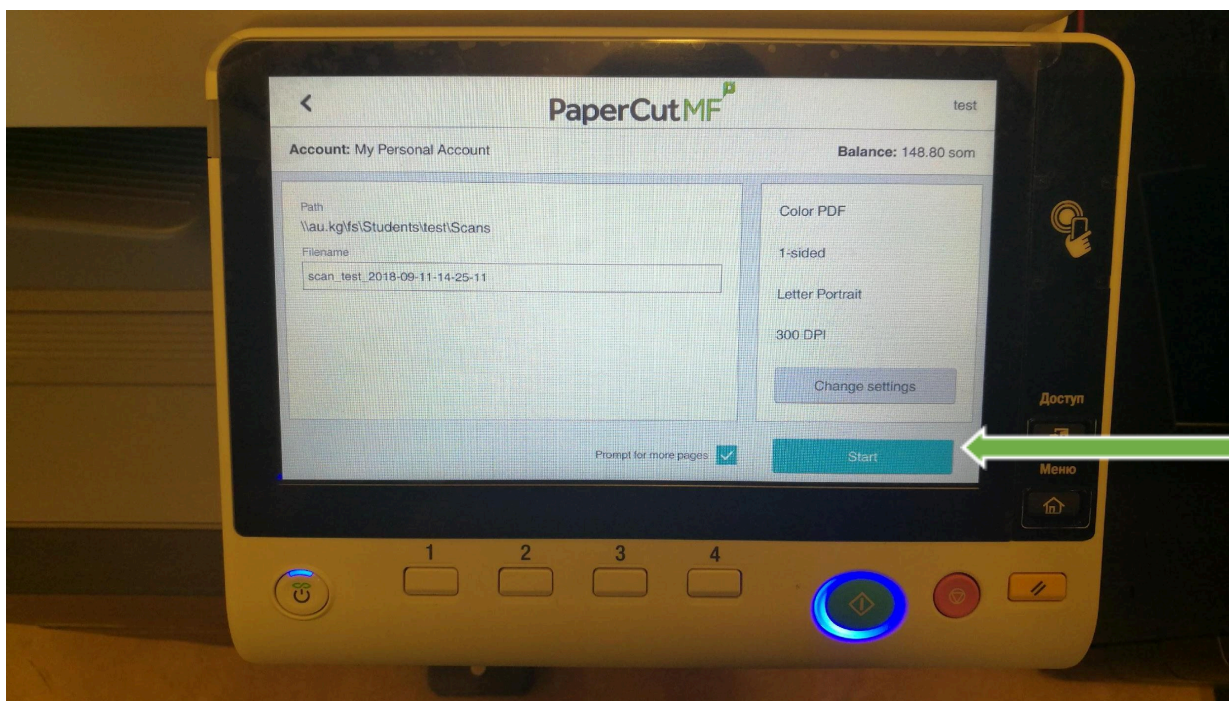 PaperCut MF
test
Account: My Personal Account
Balance: 148.80 som
Path
\\au.kg\fs\Students\test\Scans
Filename
scan_test_2018-09-11-14-25-11
Color PDF
1-sided
Letter Portrait
300 DPI
Change settings
Prompt for more pages
Start
Доступ
Меню
1 2 3 4